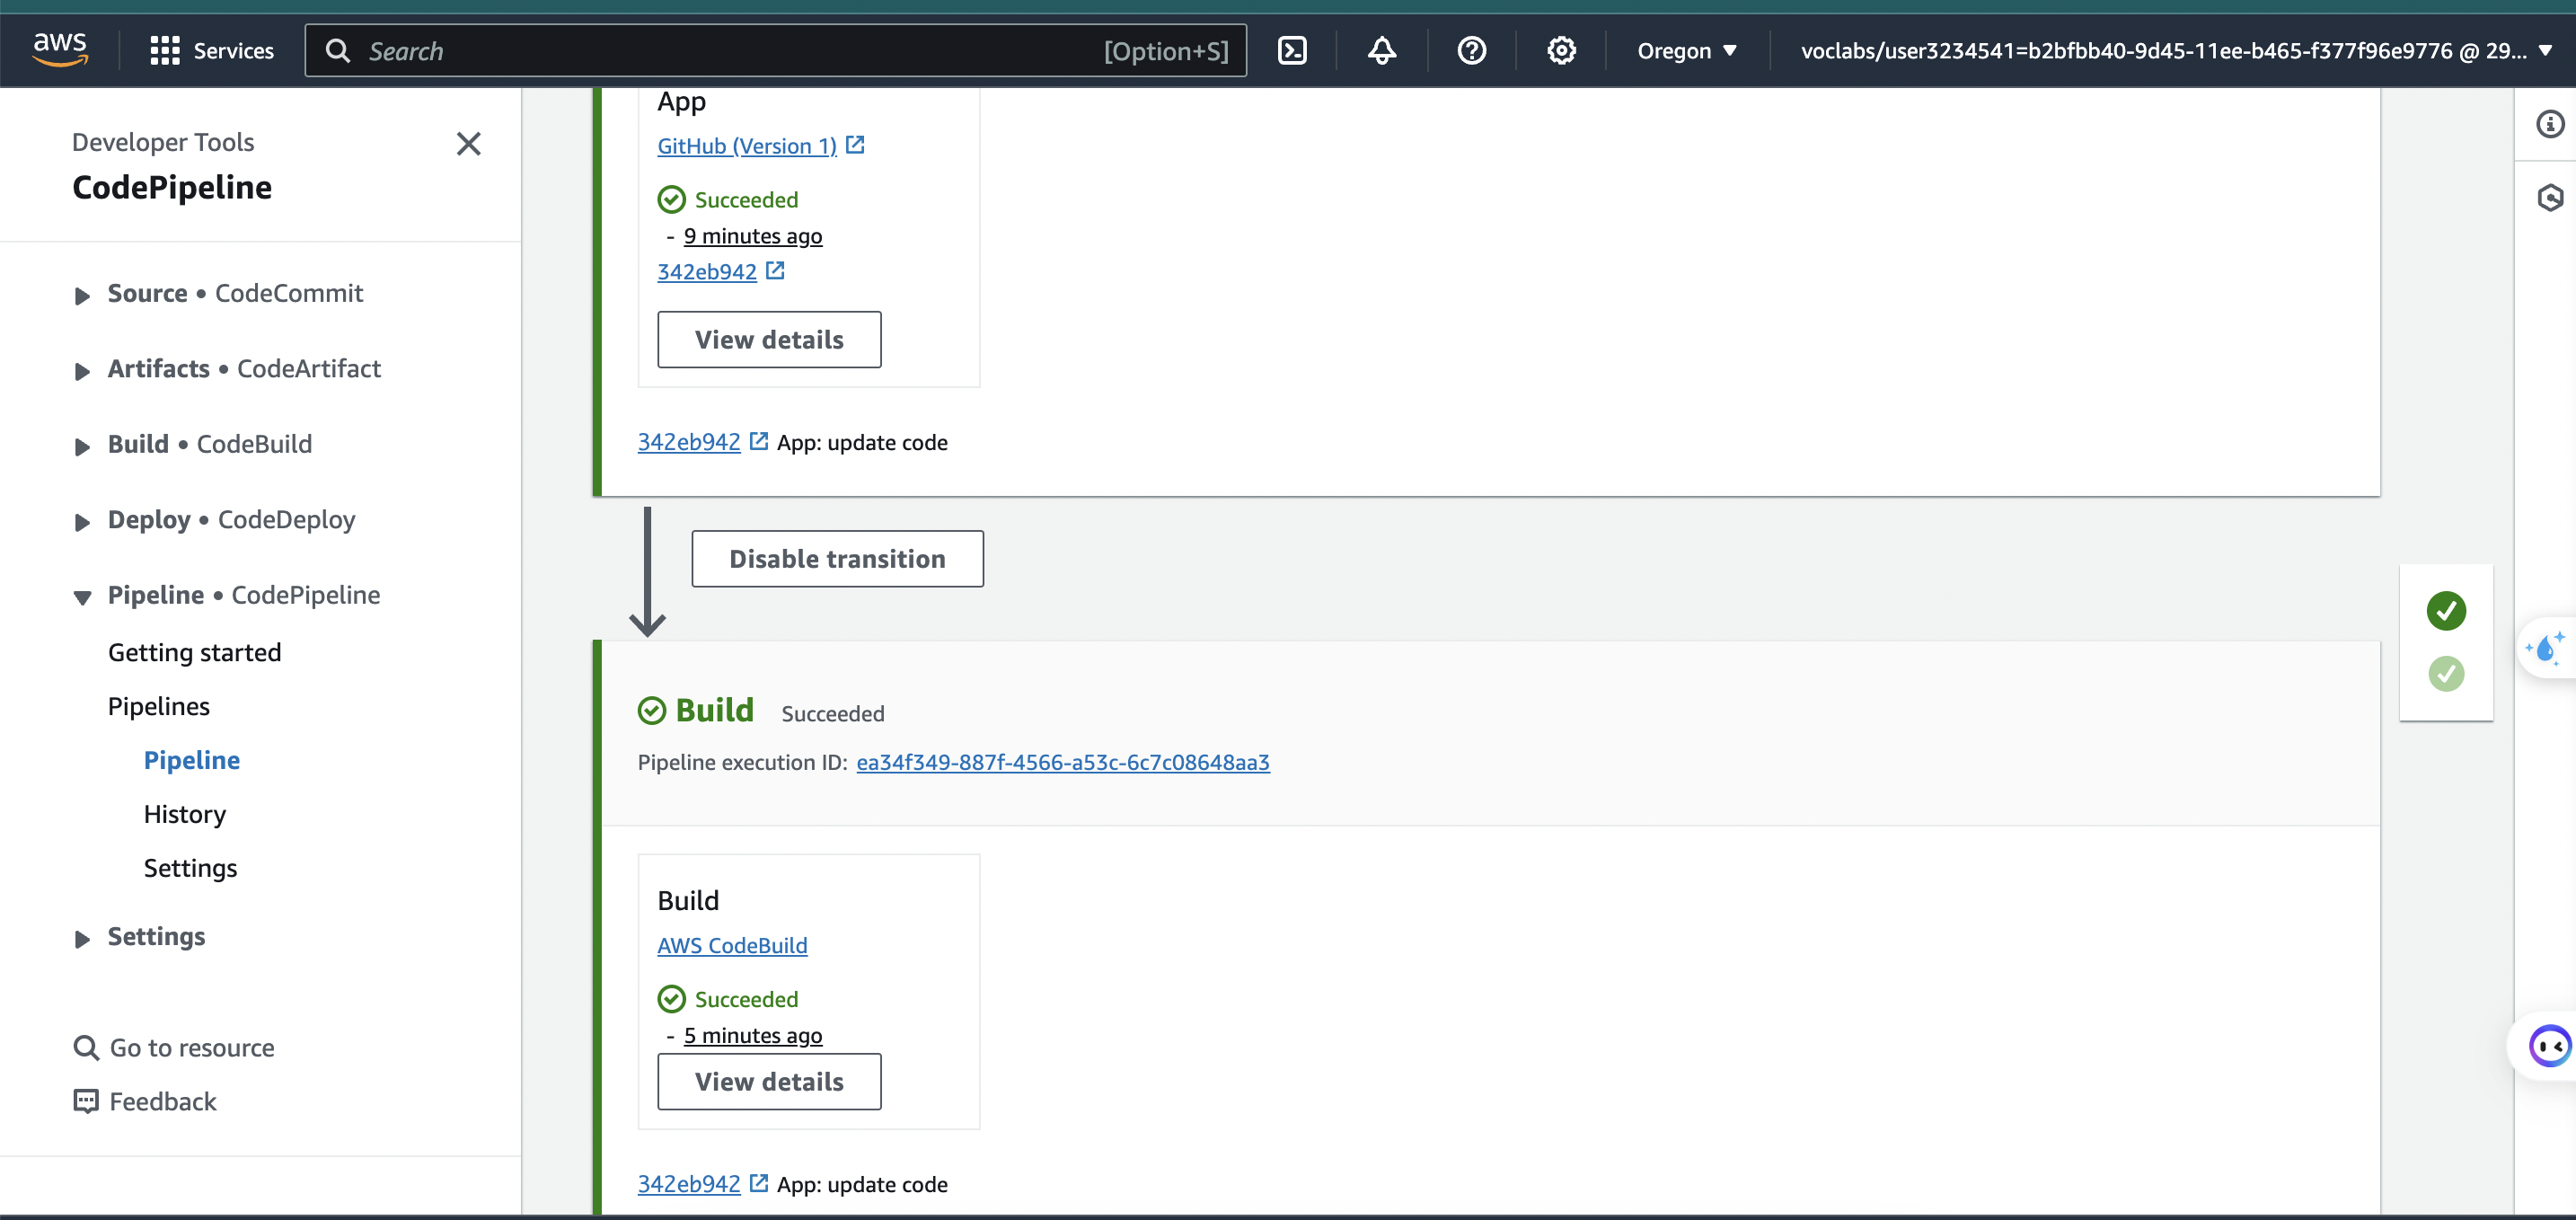 aws
Services
Search [Option+S]
Oregon
voclabs/user3234541=b2bfbb40-9d45-11ee-b465-f377f96e9776 @ 29...
Developer Tools
CodePipeline
Source • CodeCommit
Artifacts • CodeArtifact
Build • CodeBuild
Deploy • CodeDeploy
Pipeline • CodePipeline
Getting started
Pipelines
Pipeline
History
Settings
Settings
Go to resource
Feedback
App
GitHub (Version 1)
Succeeded
- 9 minutes ago
342eb942
View details
342eb942 App: update code
Disable transition
Build Succeeded
Pipeline execution ID: ea34f349-887f-4566-a53c-6c7c08648aa3
Build
AWS CodeBuild
Succeeded
- 5 minutes ago
View details
342eb942 App: update code